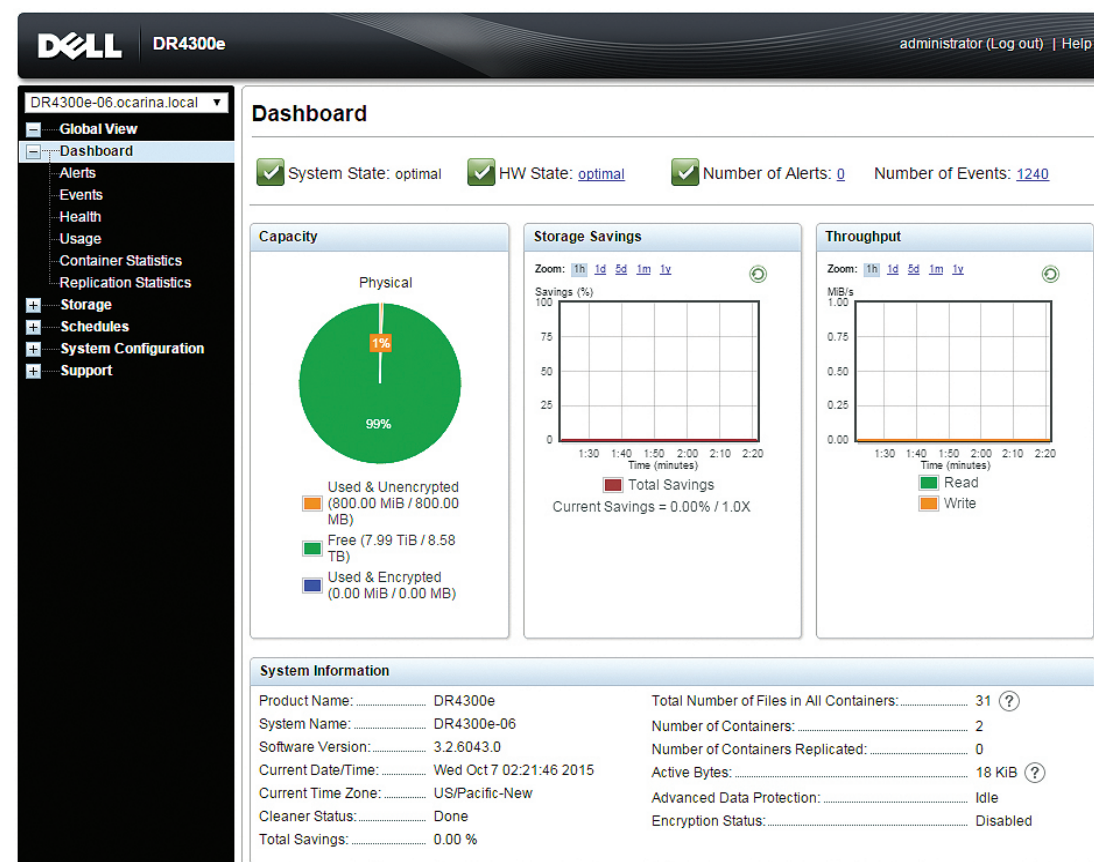 DELL DR4300e administrator (Log out) | Help
DR4300e-06.ocarina.local
Global View
Dashboard
Alerts
Events
Health
Usage
Container Statistics
Replication Statistics
Storage
Schedules
System Configuration
Support
Dashboard
System State: optimal HW State: optimal Number of Alerts: 0 Number of Events: 1240
Capacity
Physical
1%
99%
Used & Unencrypted
(800.00 MiB / 800.00
MB)
Free (7.99 TiB / 8.58
TB)
Used & Encrypted
(0.00 MiB / 0.00 MB)
Storage Savings
Zoom: 1h 1d 5d 1m 1y
Savings (%)
100
75
50
25
0
1:30 1:40 1:50 2:00 2:10 2:20
Time (minutes)
Total Savings
Current Savings = 0.00% / 1.0X
Throughput
Zoom: 1h 1d 5d 1m 1y
MiB/s
1.00
0.75
0.50
0.25
0.00
1:30 1:40 1:50 2:00 2:10 2:20
Time (minutes)
Read
Write
System Information
Product Name: DR4300e
System Name: DR4300e-06
Software Version: 3.2.6043.0
Current Date/Time: Wed Oct 7 02:21:46 2015
Current Time Zone: US/Pacific-New
Cleaner Status: Done
Total Savings: 0.00 %
Total Number of Files in All Containers: 31 ?
Number of Containers: 2
Number of Containers Replicated: 0
Active Bytes: 18 KiB ?
Advanced Data Protection: Idle
Encryption Status: Disabled